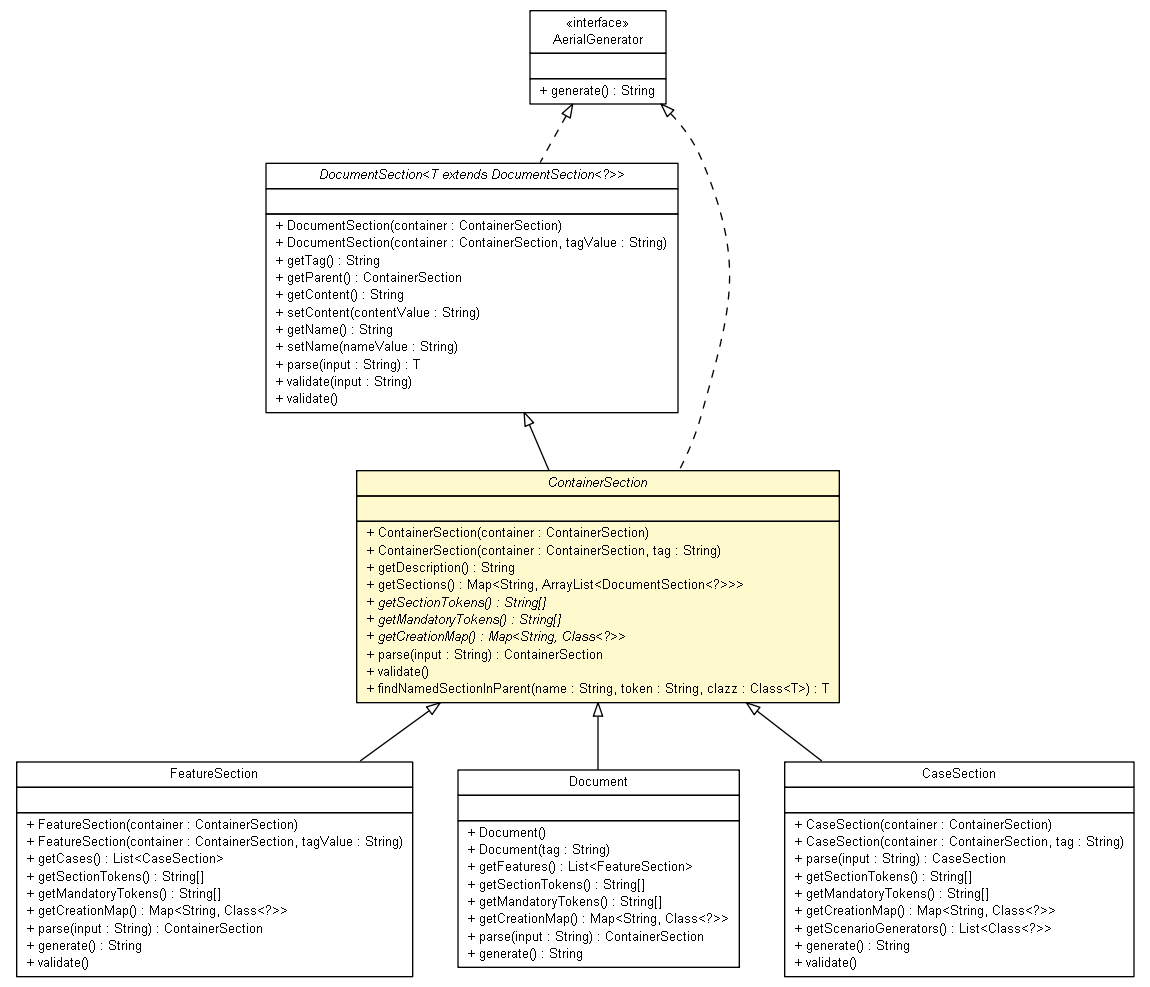 «interface»
AerialGenerator
+ generate() : String
DocumentSection<T extends DocumentSection<?>>
+ DocumentSection(container : ContainerSection)
+ DocumentSection(container : ContainerSection, tagValue : String)
+ getTag() : String
+ getParent() : ContainerSection
+ getContent() : String
+ setContent(contentValue : String)
+ getName() : String
+ setName(nameValue : String)
+ parse(input : String) : T
+ validate(input : String)
+ validate()
ContainerSection
+ ContainerSection(container : ContainerSection)
+ ContainerSection(container : ContainerSection, tag : String)
+ getDescription() : String
+ getSections() : Map<String, ArrayList<DocumentSection<?>>>
+ getSectionTokens() : String[]
+ getMandatoryTokens() : String[]
+ getCreationMap() : Map<String, Class<?>>
+ parse(input : String) : ContainerSection
+ validate()
+ findNamedSectionInParent(name : String, token : String, clazz : Class<T>) : T
FeatureSection
+ FeatureSection(container : ContainerSection)
+ FeatureSection(container : ContainerSection, tagValue : String)
+ getCases() : List<CaseSection>
+ getSectionTokens() : String[]
+ getMandatoryTokens() : String[]
+ getCreationMap() : Map<String, Class<?>>
+ parse(input : String) : ContainerSection
+ generate() : String
+ validate()
Document
+ Document()
+ Document(tag : String)
+ getFeatures() : List<FeatureSection>
+ getSectionTokens() : String[]
+ getMandatoryTokens() : String[]
+ getCreationMap() : Map<String, Class<?>>
+ parse(input : String) : ContainerSection
+ generate() : String
CaseSection
+ CaseSection(container : ContainerSection)
+ CaseSection(container : ContainerSection, tag : String)
+ parse(input : String) : CaseSection
+ getSectionTokens() : String[]
+ getMandatoryTokens() : String[]
+ getCreationMap() : Map<String, Class<?>>
+ getScenarioGenerators() : List<Class<?>>
+ generate() : String
+ validate()